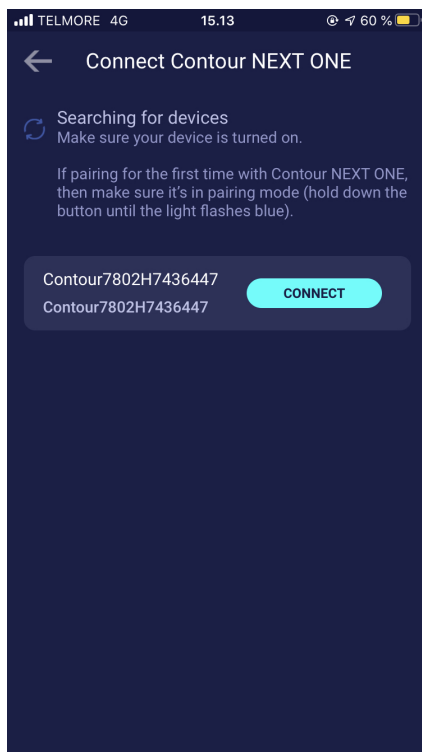 TELMORE 4G 15.13 60 %
Connect Contour NEXT ONE
Searching for devices
Make sure your device is turned on.
If pairing for the first time with Contour NEXT ONE,
then make sure it's in pairing mode (hold down the
button until the light flashes blue).
Contour7802H7436447
CONNECT
Contour7802H7436447